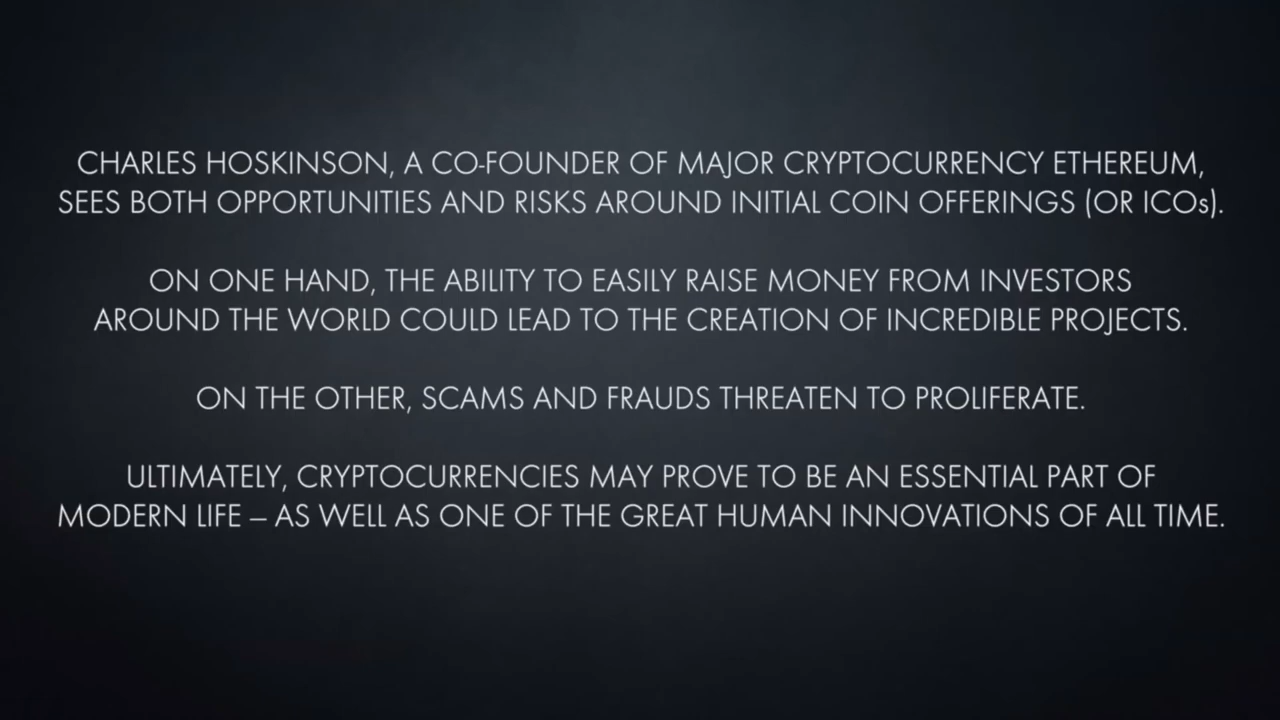 CHARLES HOSKINSON, A CO-FOUNDER OF MAJOR CRYPTOCURRENCY ETHEREUM,
SEES BOTH OPPORTUNITIES AND RISKS AROUND INITIAL COIN OFFERINGS (OR ICOs).
ON ONE HAND, THE ABILITY TO EASILY RAISE MONEY FROM INVESTORS
AROUND THE WORLD COULD LEAD TO THE CREATION OF INCREDIBLE PROJECTS.
ON THE OTHER, SCAMS AND FRAUDS THREATEN TO PROLIFERATE.
ULTIMATELY, CRYPTOCURRENCIES MAY PROVE TO BE AN ESSENTIAL PART OF
MODERN LIFE – AS WELL AS ONE OF THE GREAT HUMAN INNOVATIONS OF ALL TIME.